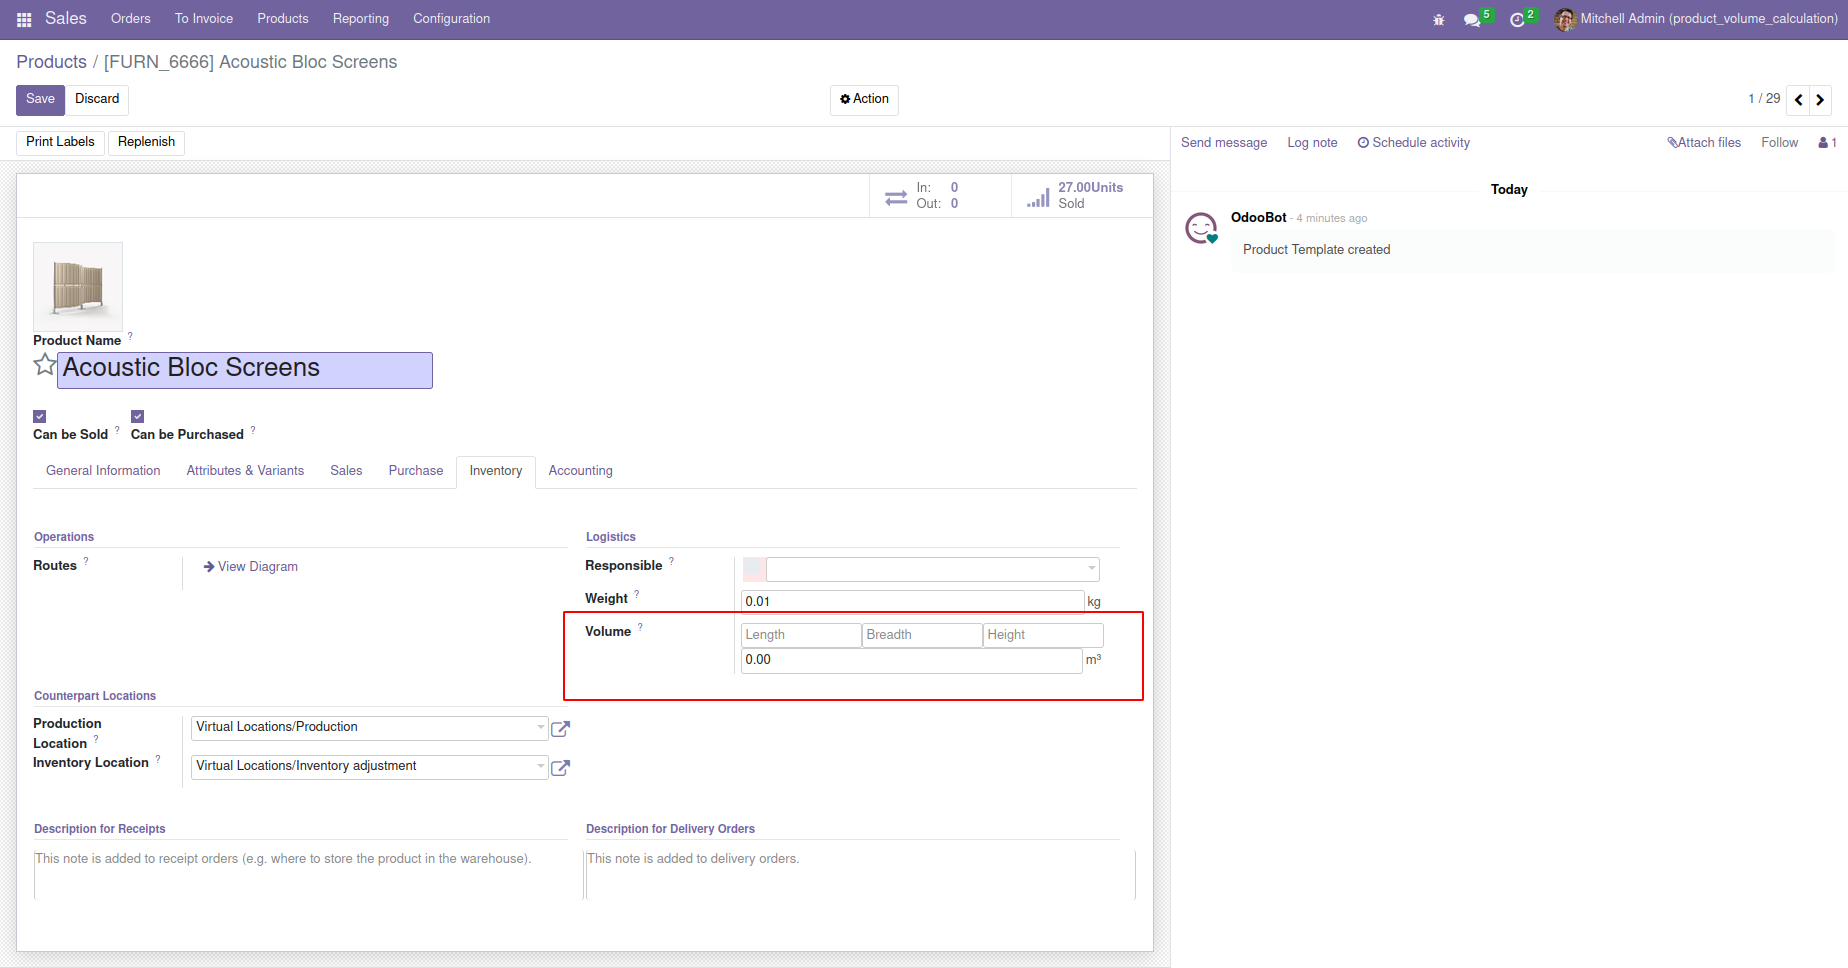 Sales Orders To Invoice Products Reporting Configuration 5 2 Mitchell Admin (product_volume_calculation)
Products / [FURN_6666] Acoustic Bloc Screens
Save Discard Action 1 / 29
Print Labels Replenish
Send message Log note Schedule activity Attach files Follow 1
In: 0
Out: 0
27.00Units
Sold
Today
OdooBot - 4 minutes ago
Product Template created
Product Name ?
Acoustic Bloc Screens
Can be Sold ? Can be Purchased ?
General Information Attributes & Variants Sales Purchase Inventory Accounting
Operations
Routes ? View Diagram
Logistics
Responsible ?
Weight ? 0.01 kg
Volume ? Length Breadth Height
0.00 m³
Counterpart Locations
Production
Location ? Virtual Locations/Production
Inventory Location ? Virtual Locations/Inventory adjustment
Description for Receipts
This note is added to receipt orders (e.g. where to store the product in the warehouse).
Description for Delivery Orders
This note is added to delivery orders.